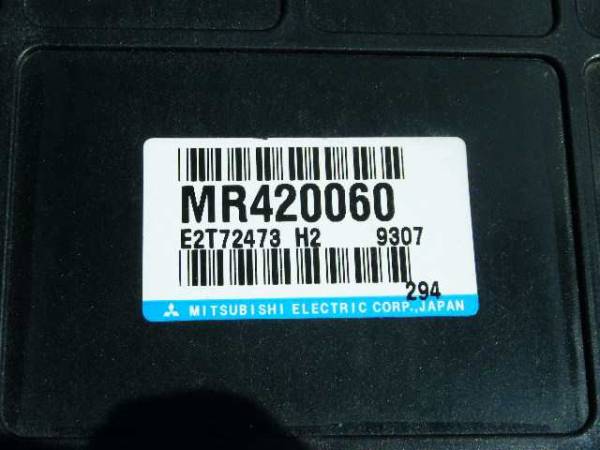 MR420060
E2T72473 H2 9307
294
MITSUBISHI ELECTRIC CORP.,JAPAN